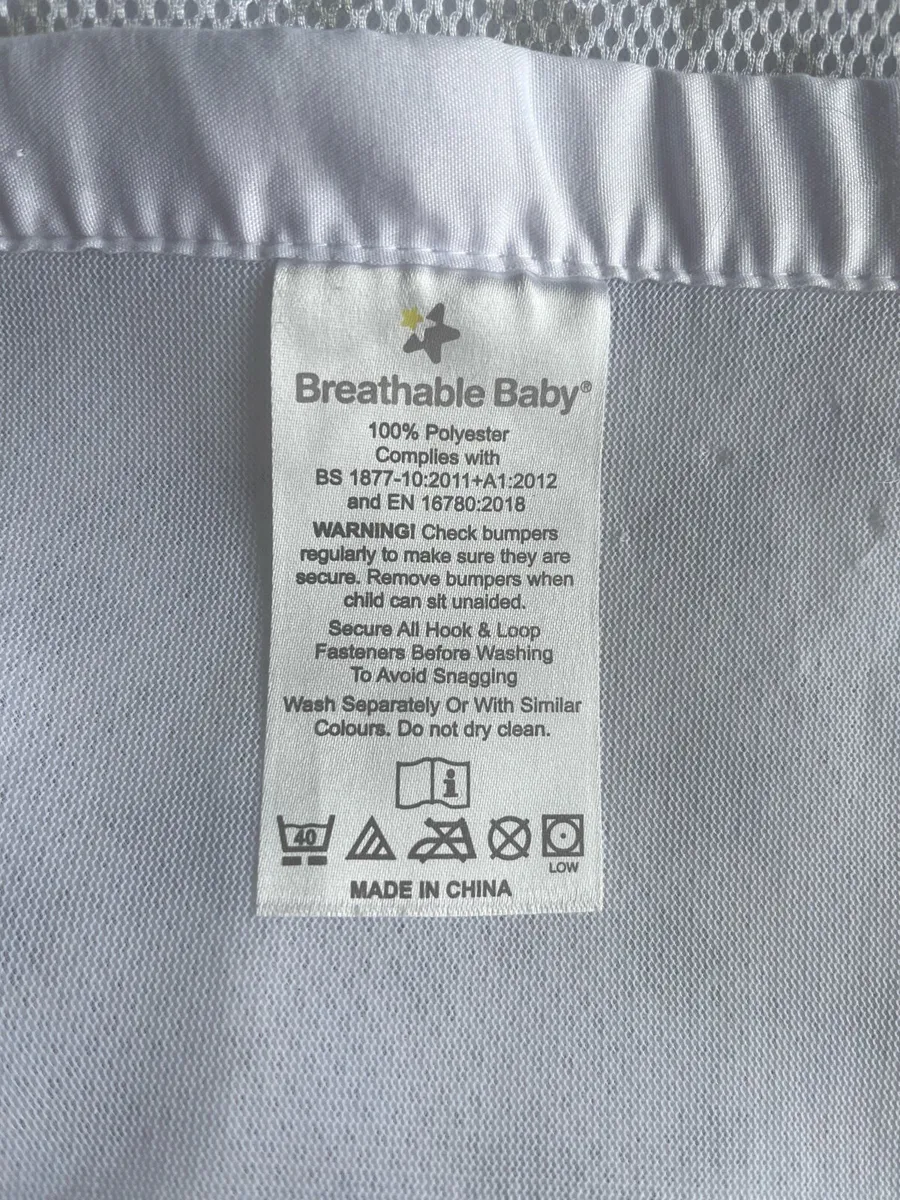 Breathable Baby®
100% Polyester
Complies with
BS 1877-10:2011+A1:2012
and EN 16780:2018
WARNING! Check bumpers
regularly to make sure they are
secure. Remove bumpers when
child can sit unaided.
Secure All Hook & Loop
Fasteners Before Washing
To Avoid Snagging
Wash Separately Or With Similar
Colours. Do not dry clean.
i
40
LOW
MADE IN CHINA